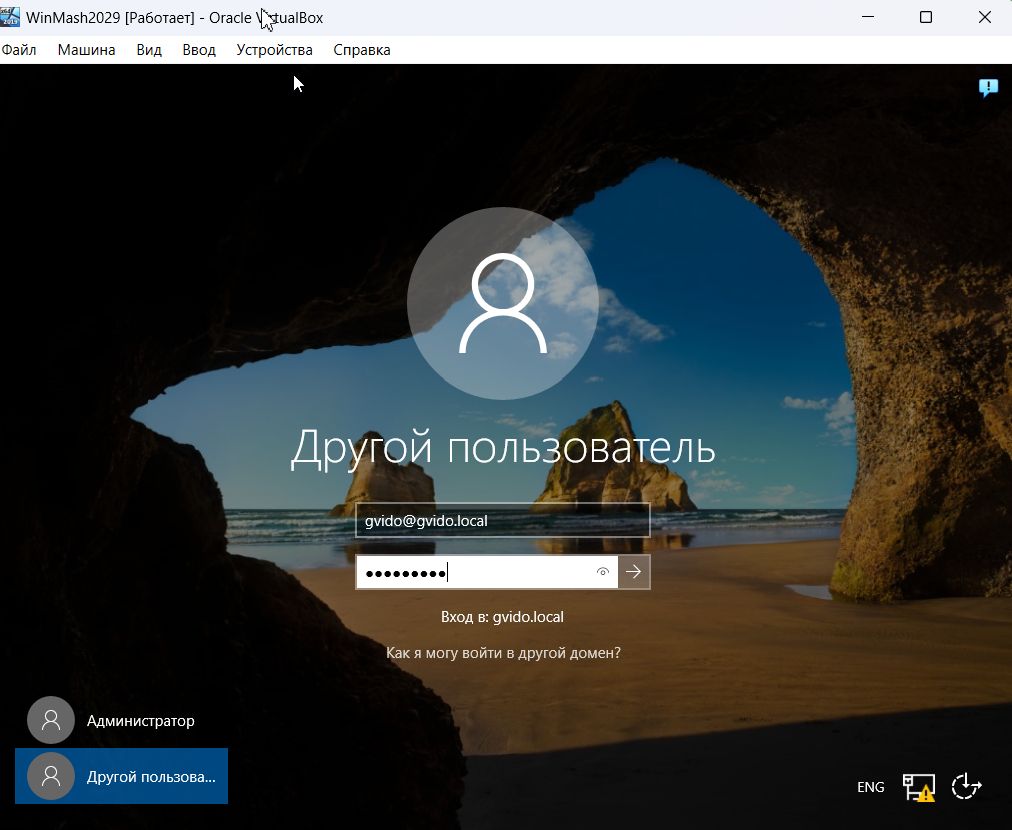 WinMash2029 [Работает] - Oracle VirtualBox
Файл Машина Вид Ввод Устройства Справка
Другой пользователь
gvido@gvido.local
Вход в: gvido.local
Как я могу войти в другой домен?
Администратор
Другой пользова...
ENG